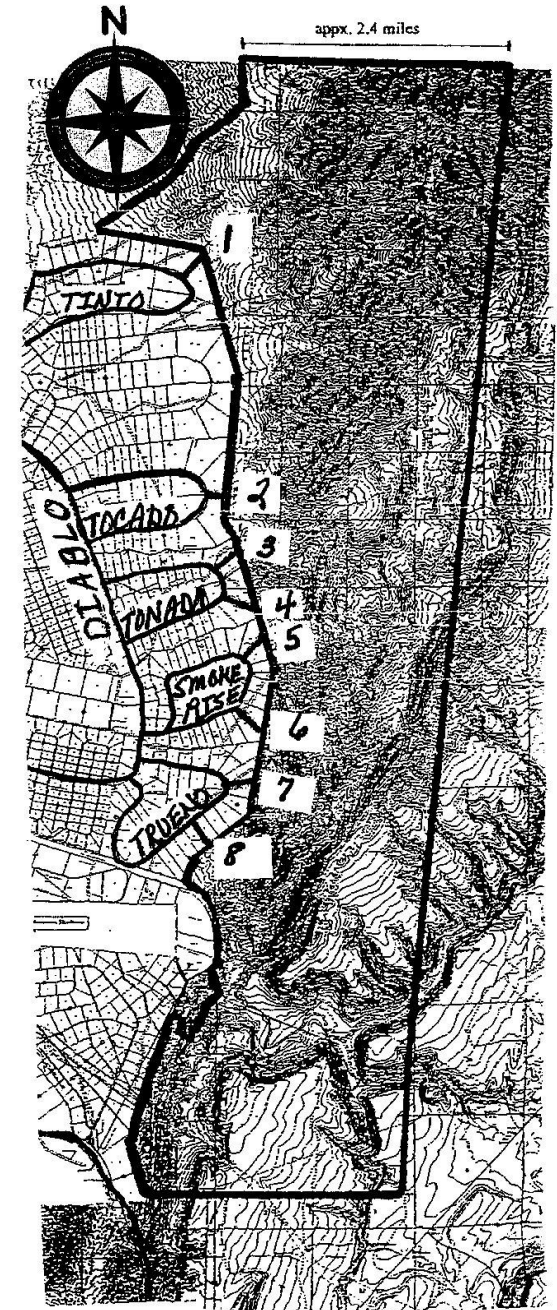 N
appx. 2.4 miles
1
TINTO
2
TOCADO
DIABLO
3
TONADA
4
5
SMOKE
RISE
6
7
TRUENO
8